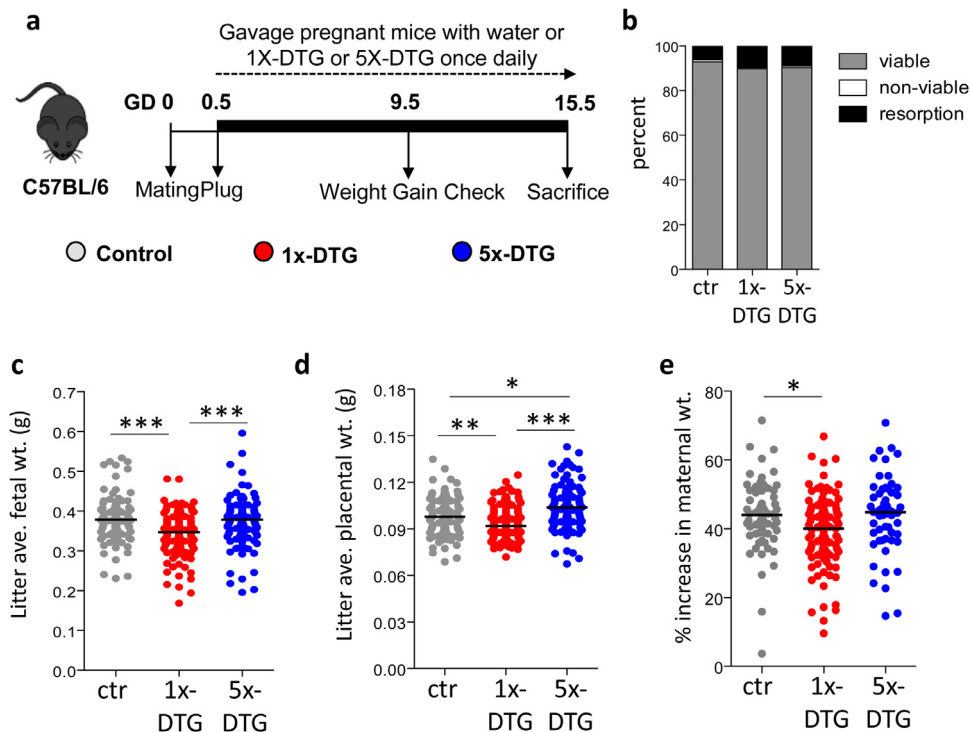 a
Gavage pregnant mice with water or
1X-DTG or 5X-DTG once daily
GD 0 0.5 9.5 15.5
C57BL/6
MatingPlug Weight Gain Check Sacrifice
Control 1x-DTG 5x-DTG
b
percent
100
80
60
40
20
0
ctr 1x- 5x-
DTG DTG
viable
non-viable
resorption
c
Litter ave. fetal wt. (g)
0.7
0.6
0.5
0.4
0.3
0.2
0.1
0.0
*** ***
ctr 1x- 5x-
DTG DTG
d
Litter ave. placental wt. (g)
0.18
0.15
0.12
0.09
0.06
0.03
0.00
*
** ***
ctr 1x- 5x-
DTG DTG
e
% increase in maternal wt.
80
60
40
20
0
*
ctr 1x- 5x-
DTG DTG